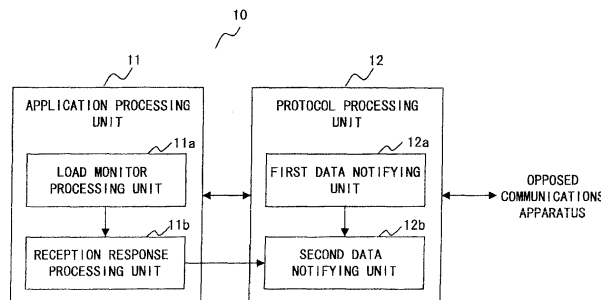 10
11
12
APPLICATION PROCESSING
UNIT
PROTOCOL PROCESSING
UNIT
11a
12a
LOAD MONITOR
PROCESSING UNIT
FIRST DATA NOTIFYING
UNIT
OPPOSED
COMMUNICATIONS
APPARATUS
11b
12b
RECEPTION RESPONSE
PROCESSING UNIT
SECOND DATA
NOTIFYING UNIT